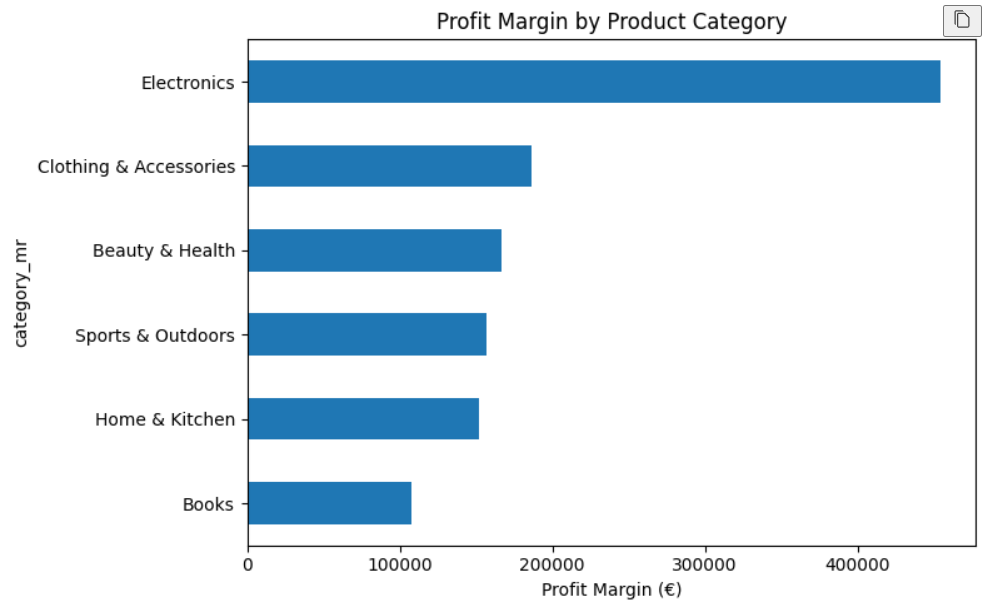 Profit Margin by Product Category
Electronics
Clothing & Accessories
Beauty & Health
Sports & Outdoors
Home & Kitchen
Books
category_mr
0
100000
200000
300000
400000
Profit Margin (€)